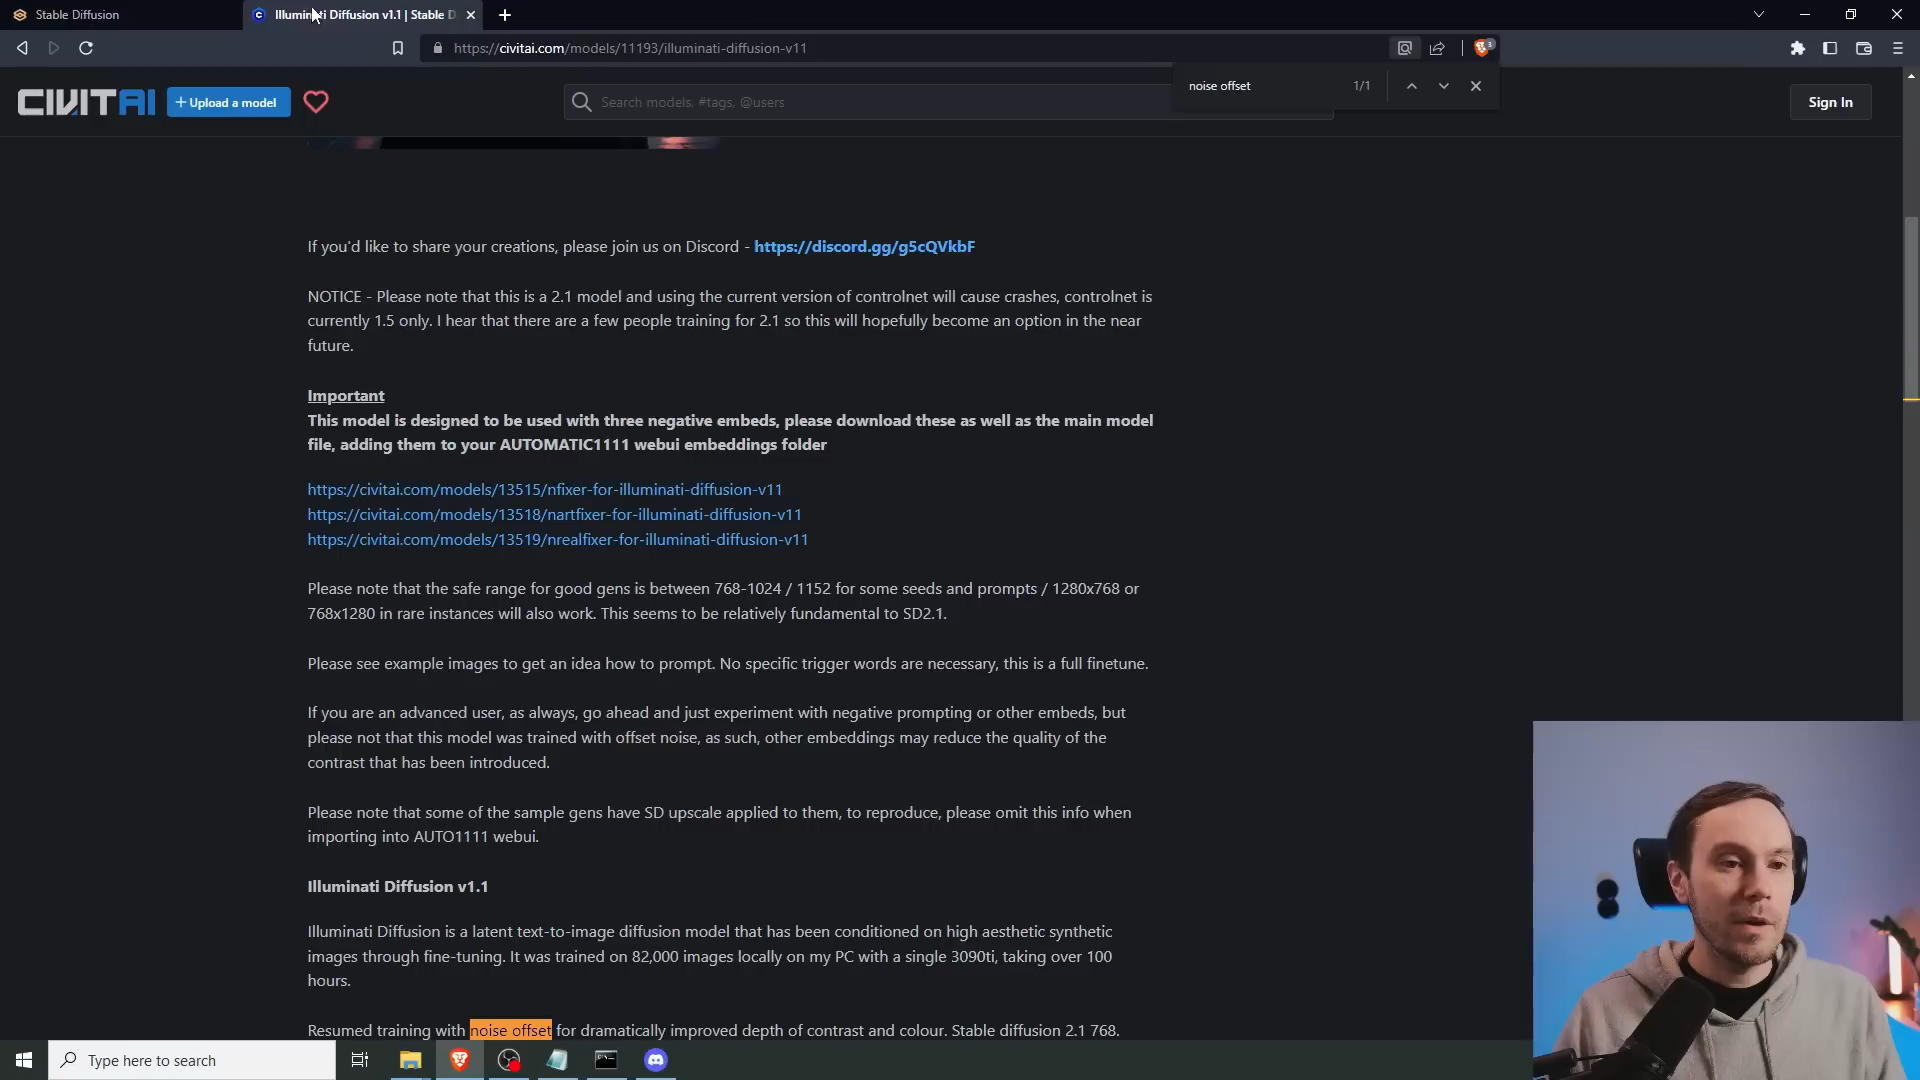 Stable Diffusion
Illuminati Diffusion v1.1 | Stable D
https://civitai.com/models/11193/illuminati-diffusion-v11
3
noise offset
1/1
CIVITAI
+ Upload a model
Search models, #tags, @users
Sign In
If you'd like to share your creations, please join us on Discord - https://discord.gg/g5cQVkbF
NOTICE - Please note that this is a 2.1 model and using the current version of controlnet will cause crashes, controlnet is
currently 1.5 only. I hear that there are a few people training for 2.1 so this will hopefully become an option in the near
future.
Important
This model is designed to be used with three negative embeds, please download these as well as the main model
file, adding them to your AUTOMATIC1111 webui embeddings folder
https://civitai.com/models/13515/nfixer-for-illuminati-diffusion-v11
https://civitai.com/models/13518/nartfixer-for-illuminati-diffusion-v11
https://civitai.com/models/13519/nrealfixer-for-illuminati-diffusion-v11
Please note that the safe range for good gens is between 768-1024 / 1152 for some seeds and prompts / 1280x768 or
768x1280 in rare instances will also work. This seems to be relatively fundamental to SD2.1.
Please see example images to get an idea how to prompt. No specific trigger words are necessary, this is a full finetune.
If you are an advanced user, as always, go ahead and just experiment with negative prompting or other embeds, but
please not that this model was trained with offset noise, as such, other embeddings may reduce the quality of the
contrast that has been introduced.
Please note that some of the sample gens have SD upscale applied to them, to reproduce, please omit this info when
importing into AUTO1111 webui.
Illuminati Diffusion v1.1
Illuminati Diffusion is a latent text-to-image diffusion model that has been conditioned on high aesthetic synthetic
images through fine-tuning. It was trained on 82,000 images locally on my PC with a single 3090ti, taking over 100
hours.
Resumed training with noise offset for dramatically improved depth of contrast and colour. Stable diffusion 2.1 768.
Type here to search